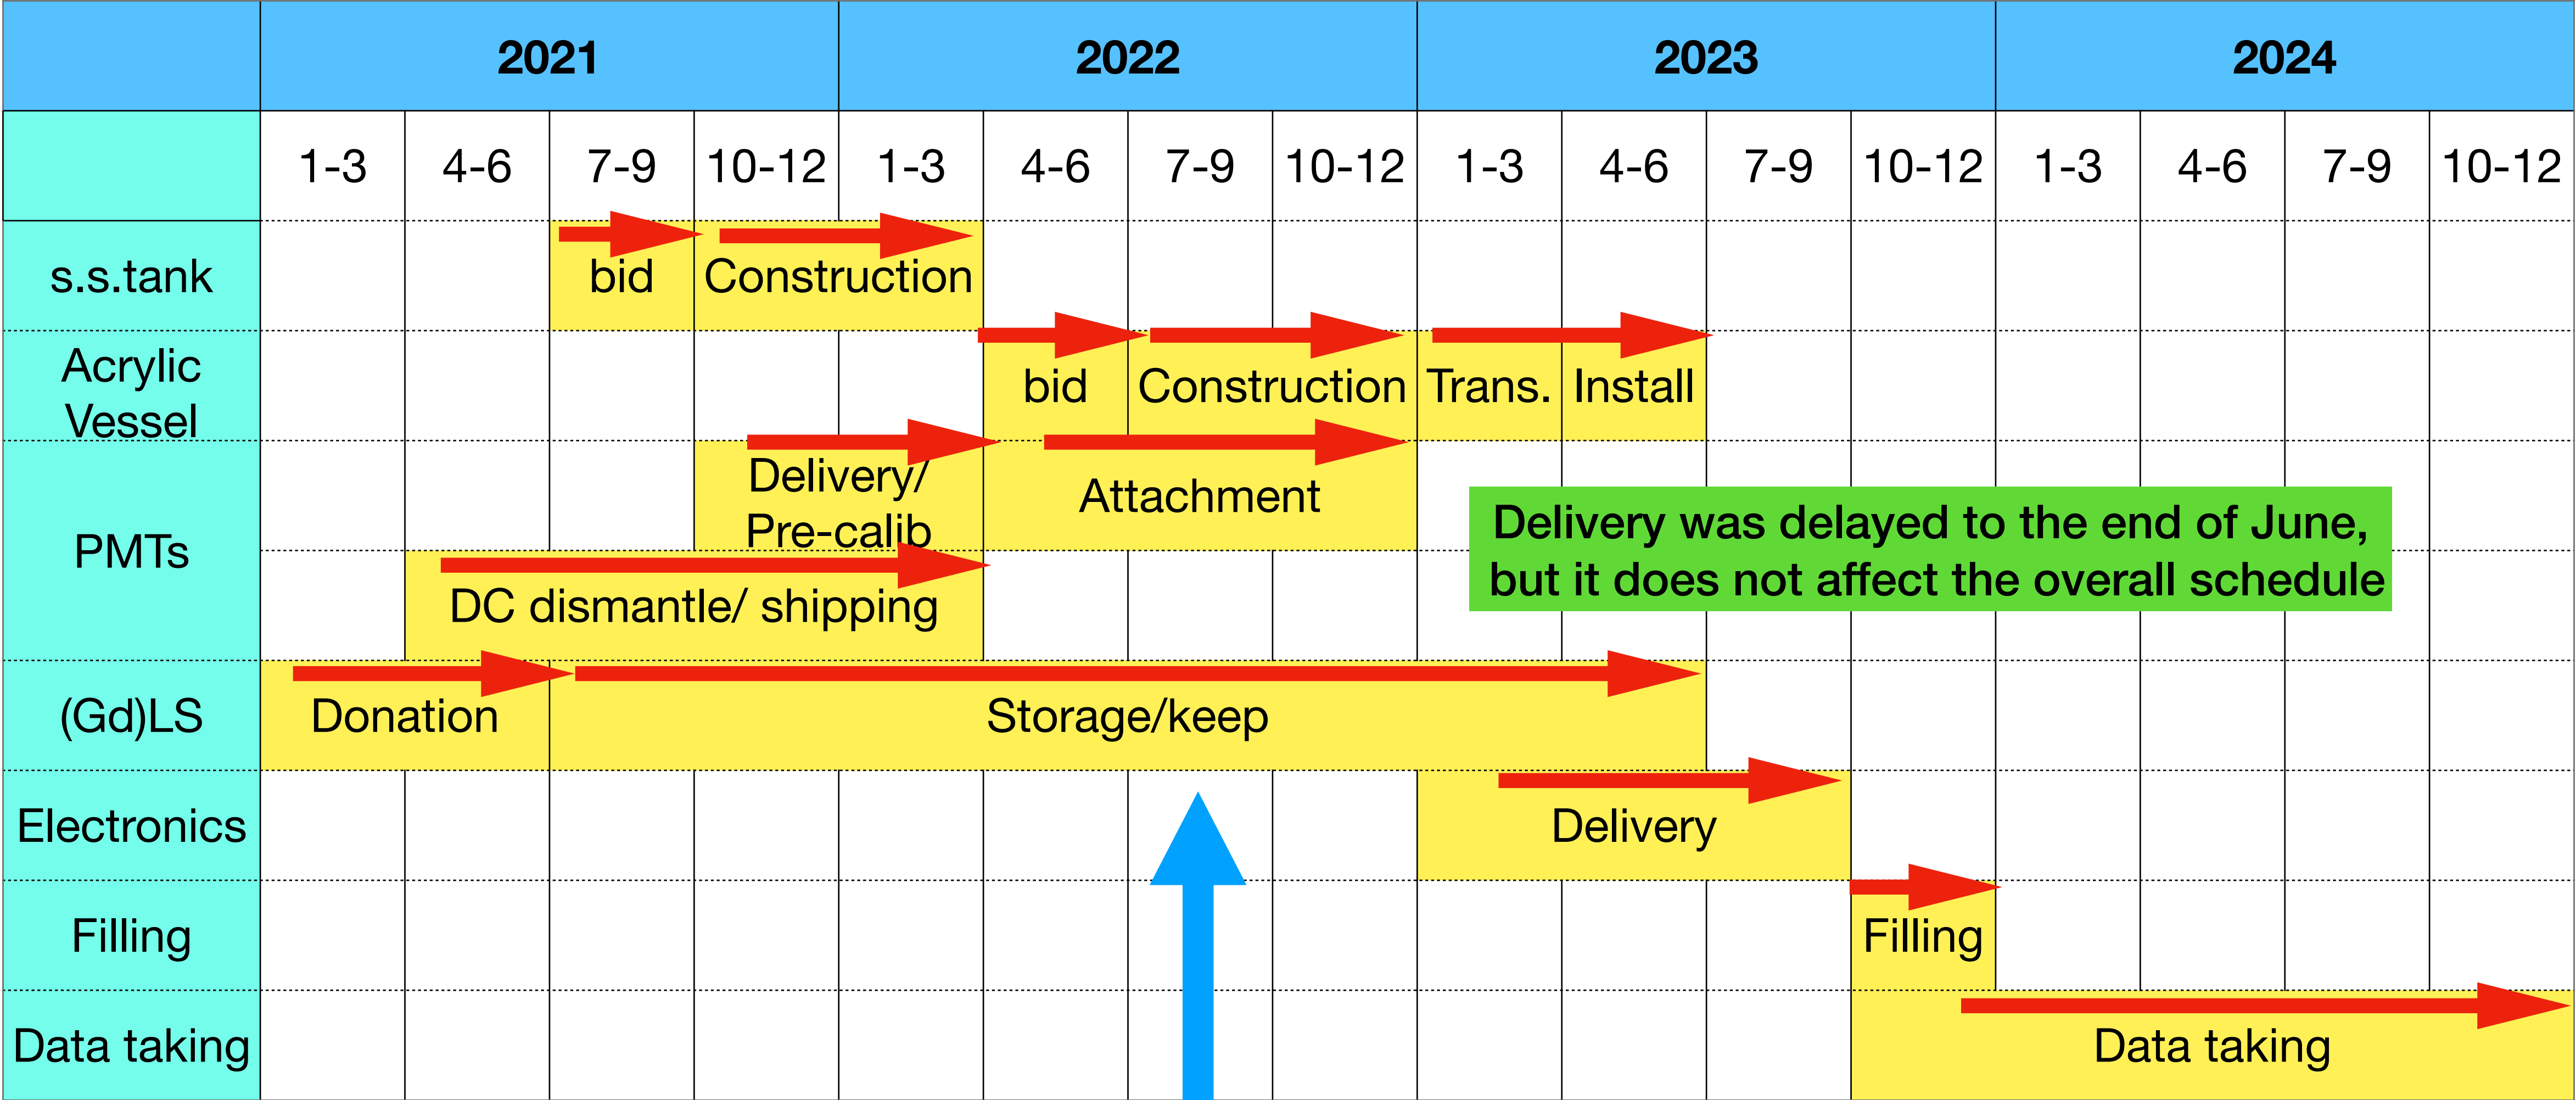 2021 2022 2023 2024
1-3 4-6 7-9 10-12 1-3 4-6 7-9 10-12 1-3 4-6 7-9 10-12 1-3 4-6 7-9 10-12
s.s.tank bid Construction
Acrylic
Vessel
bid Construction Trans. Install
PMTs
Delivery/
Pre-calib
Attachment
DC dismantle/ shipping
Delivery was delayed to the end of June,
but it does not affect the overall schedule
(Gd)LS Donation Storage/keep
Electronics Delivery
Filling Filling
Data taking Data taking